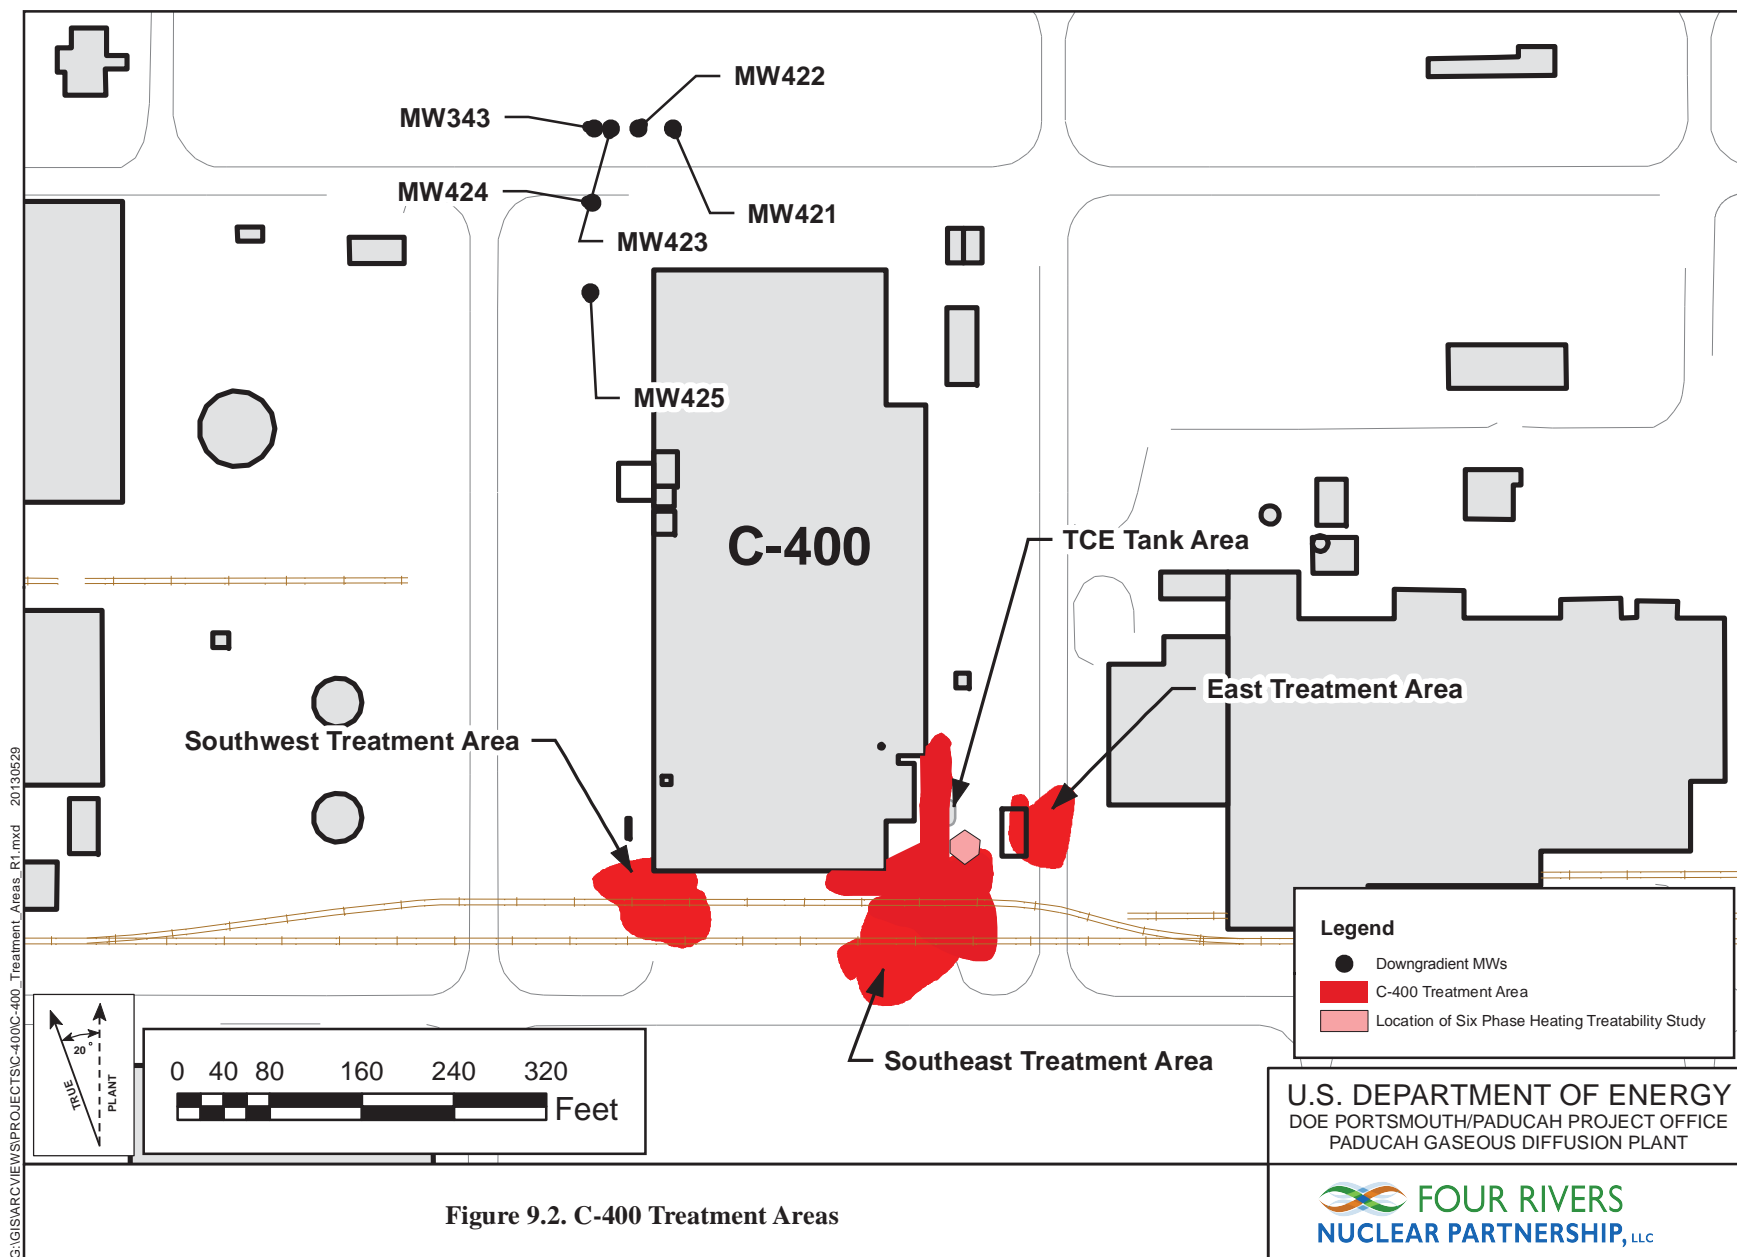 MW422
MW343
MW424
MW421
MW423
MW425
C-400
TCE Tank Area
East Treatment Area
Southwest Treatment Area
Southeast Treatment Area
G:\GIS\ARCVIEWS\PROJECTS\C-400\C-400_Treatment_Areas_R1.mxd 20130529
Legend
Downgradient MWs
C-400 Treatment Area
Location of Six Phase Heating Treatability Study
20°
TRUE
PLANT
0 40 80 160 240 320
Feet
U.S. DEPARTMENT OF ENERGY
DOE PORTSMOUTH/PADUCAH PROJECT OFFICE
PADUCAH GASEOUS DIFFUSION PLANT
Figure 9.2. C-400 Treatment Areas
FOUR RIVERS
NUCLEAR PARTNERSHIP, LLC